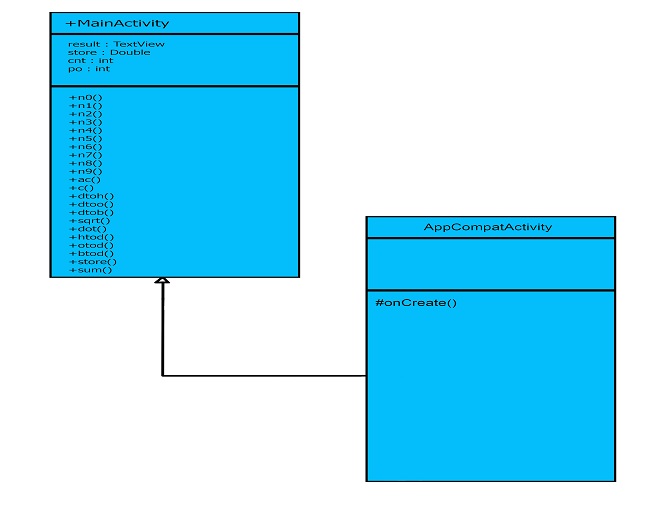 +MainActivity
result : TextView
store : Double
cnt : int
po : int
+n0()
+n1()
+n2()
+n3()
+n4()
+n5()
+n6()
+n7()
+n8()
+n9()
+ac()
+c()
+dtoh()
+dtoo()
+dtob()
+sqrt()
+dot()
+htod()
+otod()
+btod()
+store()
+sum()
AppCompatActivity
#onCreate()